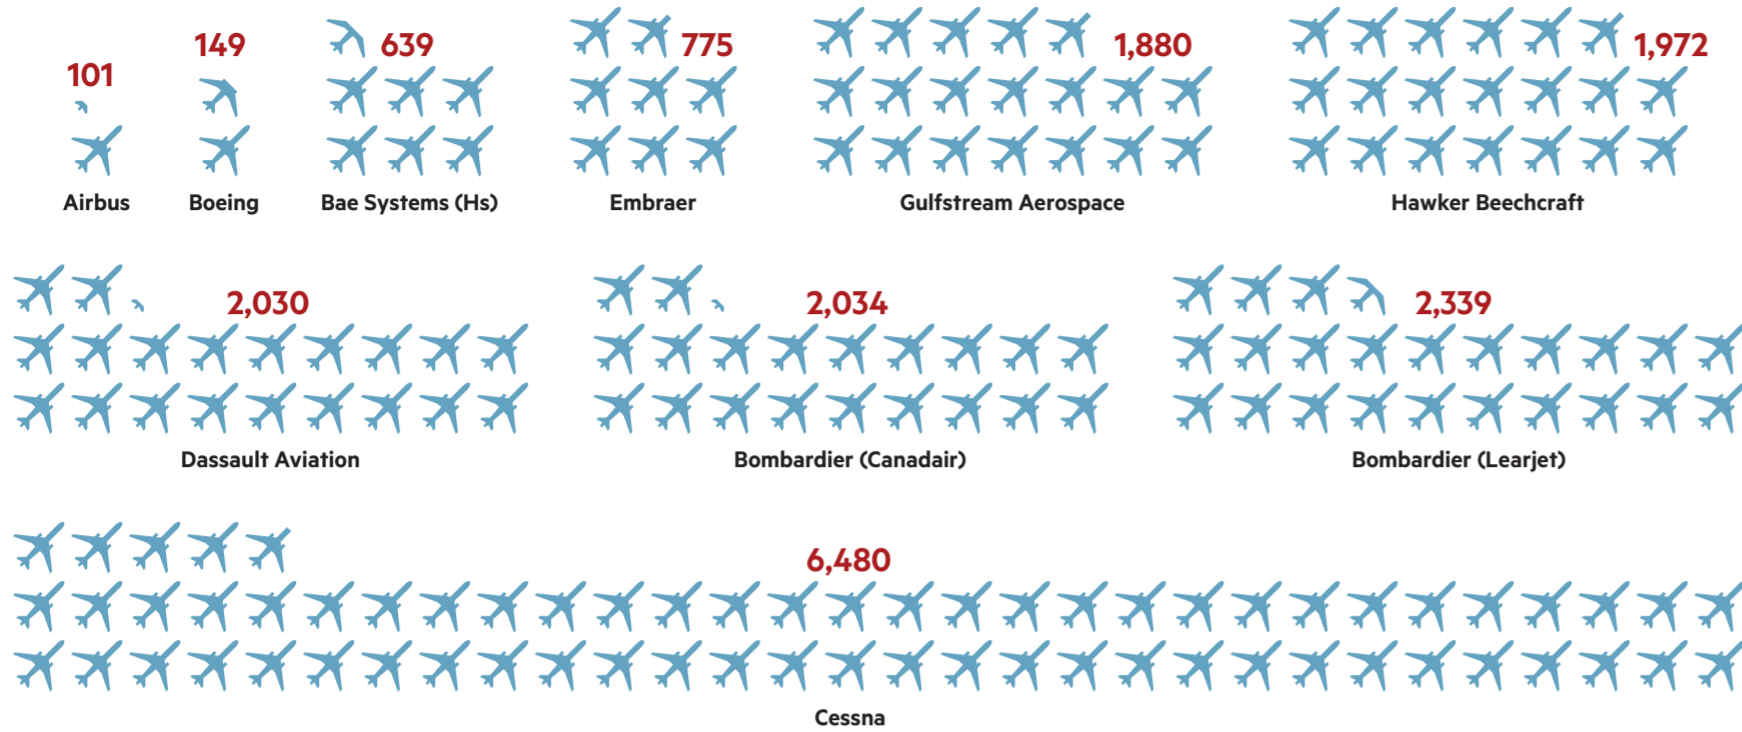 101
Airbus
149
Boeing
639
Bae Systems (Hs)
775
Embraer
1,880
Gulfstream Aerospace
1,972
Hawker Beechcraft
2,030
Dassault Aviation
2,034
Bombardier (Canadair)
2,339
Bombardier (Learjet)
6,480
Cessna